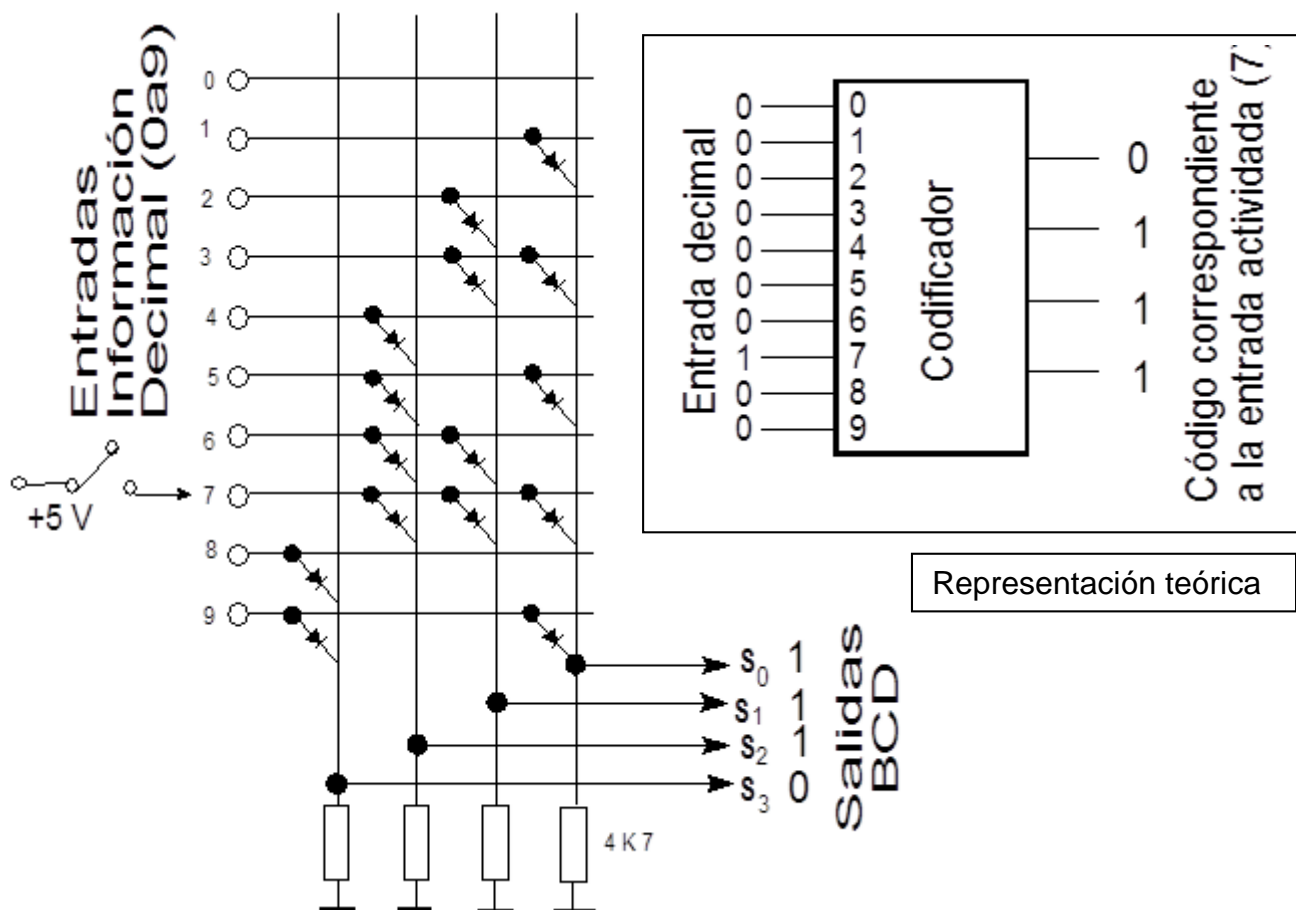 Entradas
Información
Decimal (0a9)
0
1
2
3
4
5
6
7
8
9
+5 V
S0 1
S1 1
S2 1
S3 0
Salidas
BCD
4 K 7
Entrada decimal
0 0
0 1
0 2
0 3
0 4
0 5
0 6
1 7
0 8
0 9
Codificador
0
1
1
1
Código correspondiente
a la entrada actividada (7)
Representación teórica